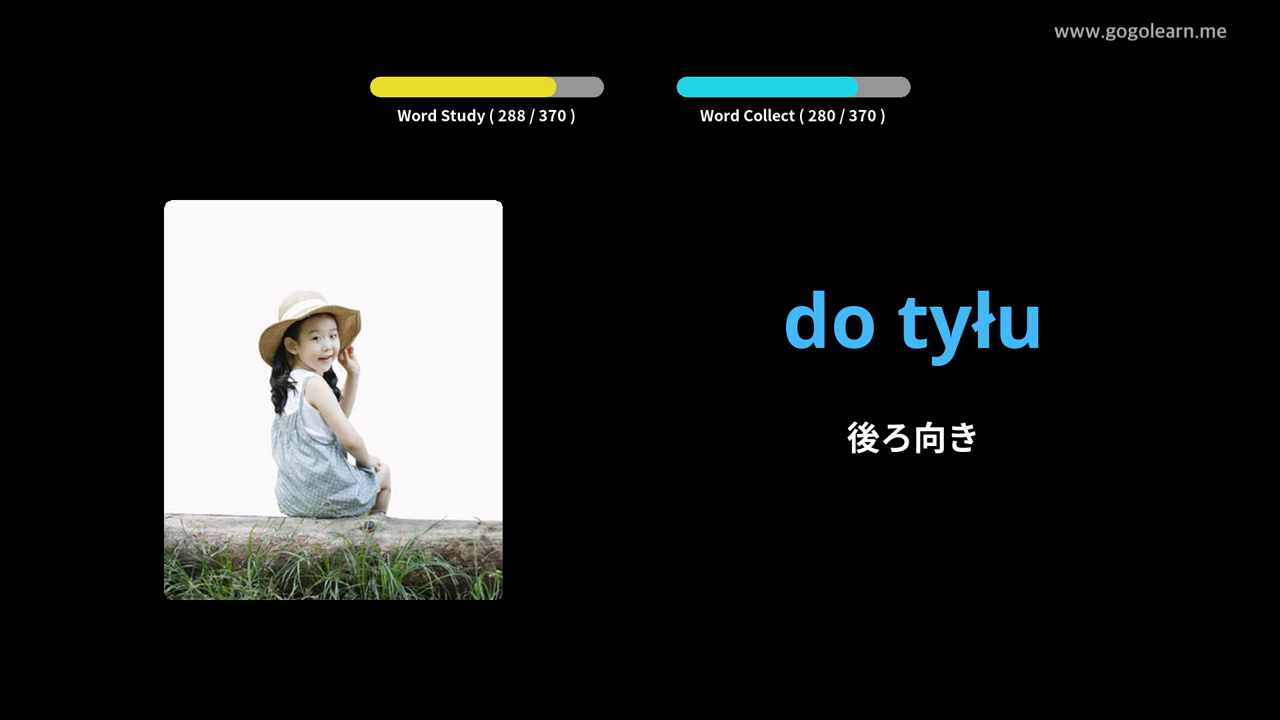 www.gogolearn.me
Word Study ( 288 / 370 )
Word Collect ( 280 / 370 )
do tyłu
後ろ向き